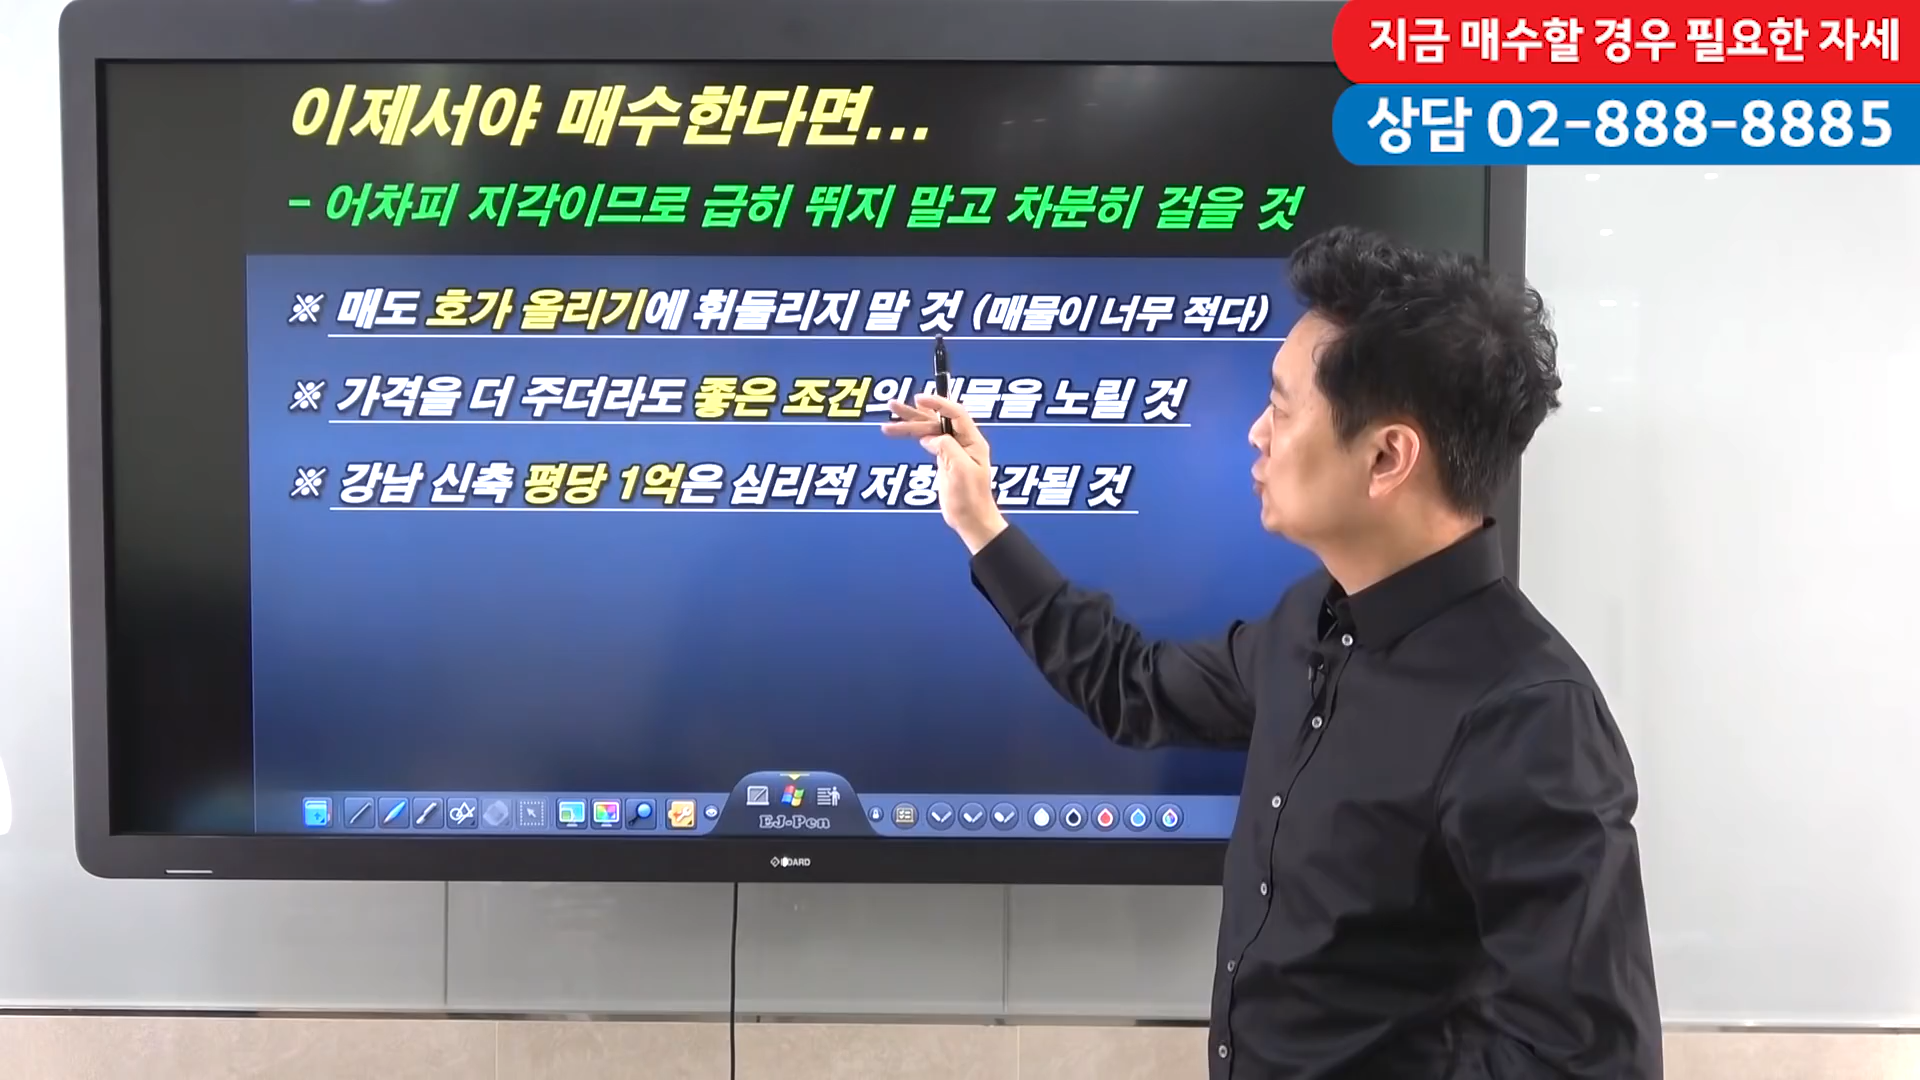 지금 매수할 경우 필요한 자세
상담 02-888-8885
이제서야 매수한다면...
- 어차피 지각이므로 급히 뛰지 말고 차분히 걸을 것
※ 매도 호가 올리기에 휘둘리지 말 것 (매물이 너무 적다)
※ 가격을 더 주더라도 좋은 조건의 매물을 노릴 것
※ 강남 신축 평당 1억은 심리적 저항 될 것
EJ-Pen